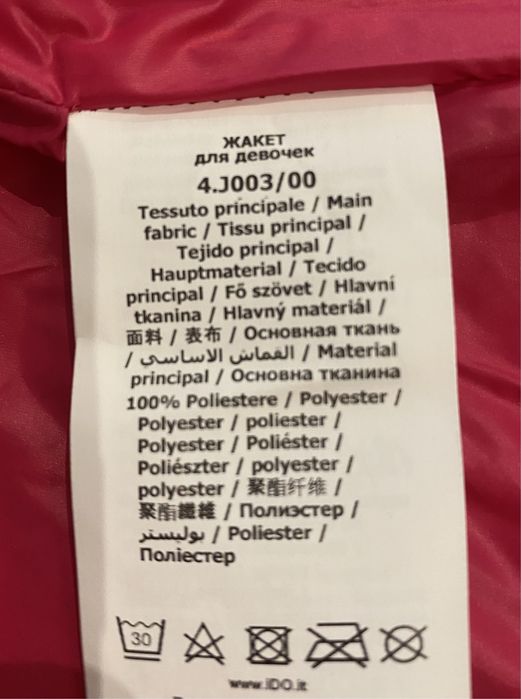 ЖАКЕТ
для девочек
4.J003/00
Tessuto principale / Main
fabric / Tissu principal /
Tejido principal /
Hauptmaterial / Tecido
principal / Fő szövet / Hlavní
tkanina / Hlavný materiál /
面料 / 表布 / Основная ткань
/ القماش الاساسي / Material
principal / Основна тканина
100% Poliestere / Polyester /
Polyester / poliester /
Polyester / Poliéster /
Poliészter / polyester /
polyester / 聚酯纤维 /
聚酯纖維 / Полиэстер /
بوليستر / Poliester /
Поліестер
30
www.iDO.it